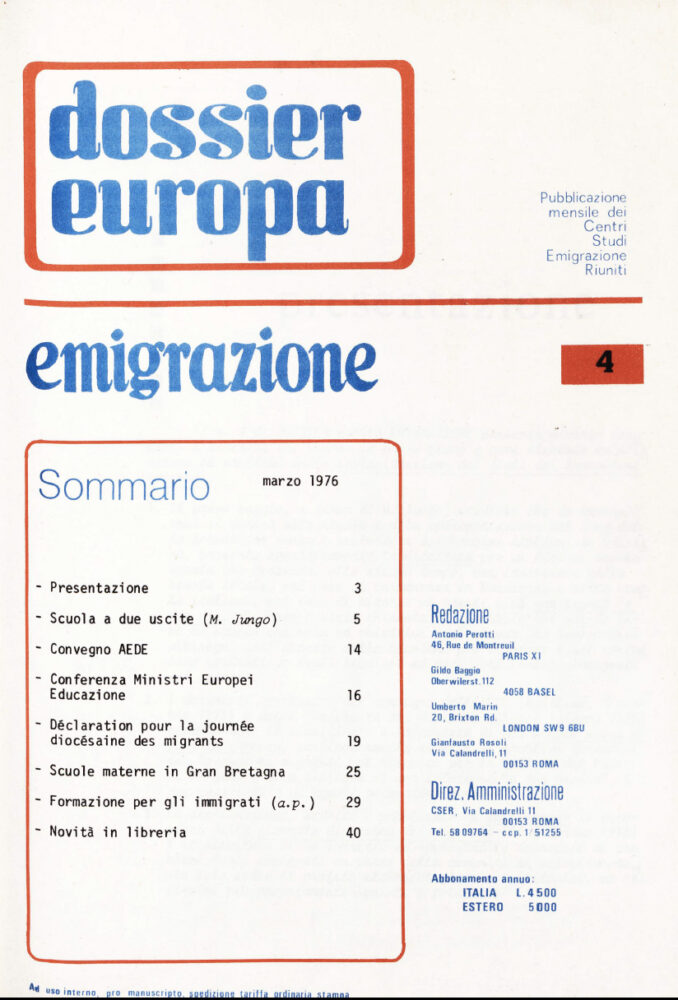 dossier
europa
Pubblicazione
mensile dei
Centri
Studi
Emigrazione
Riuniti
emigrazione
4
Sommario
marzo 1976
- Presentazione 3
- Scuola a due uscite (M. Jungo) 5
- Convegno AEDE 14
- Conferenza Ministri Europei
Educazione 16
- Déclaration pour la journée
diocésaine des migrants 19
- Scuole materne in Gran Bretagna 25
- Formazione per gli immigrati (a.p.) 29
- Novità in libreria 40
Redazione
Antonio Perotti
46, Rue de Montreuil
PARIS XI
Gildo Baggio
Oberwilerst. 112
4058 BASEL
Umberto Marin
20, Brixton Rd.
LONDON SW9 6BU
Gianfausto Rosoli
Via Calandrelli, 11
00153 ROMA
Direz. Amministrazione
CSER, Via Calandrelli 11
00153 ROMA
Tel. 58 09764 - ccp. 1/51255
Abbonamento annuo:
ITALIA L. 4500
ESTERO 5000
Ad uso interno, pro manuscripto, spedizione tariffa ordinaria stampa